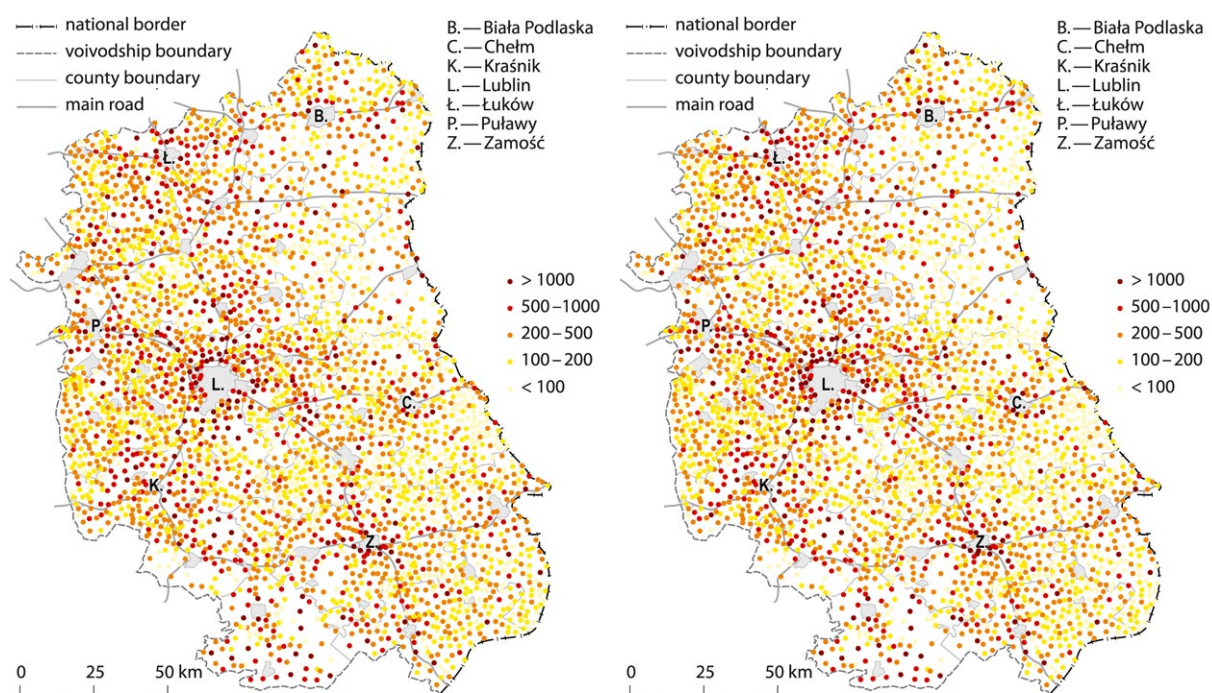 national border
voivodship boundary
county boundary
main road
B. — Biała Podlaska
C. — Chełm
K. — Kraśnik
L. — Lublin
Ł. — Łuków
P. — Puławy
Z. — Zamość
B.
Ł.
> 1000
500–1000
200–500
100–200
< 100
P.
L.
C.
K.
Z.
0 25 50 km
national border
voivodship boundary
county boundary
main road
B. — Biała Podlaska
C. — Chełm
K. — Kraśnik
L. — Lublin
Ł. — Łuków
P. — Puławy
Z. — Zamość
B.
Ł.
> 1000
500–1000
200–500
100–200
< 100
P.
L.
C.
K.
Z.
0 25 50 km